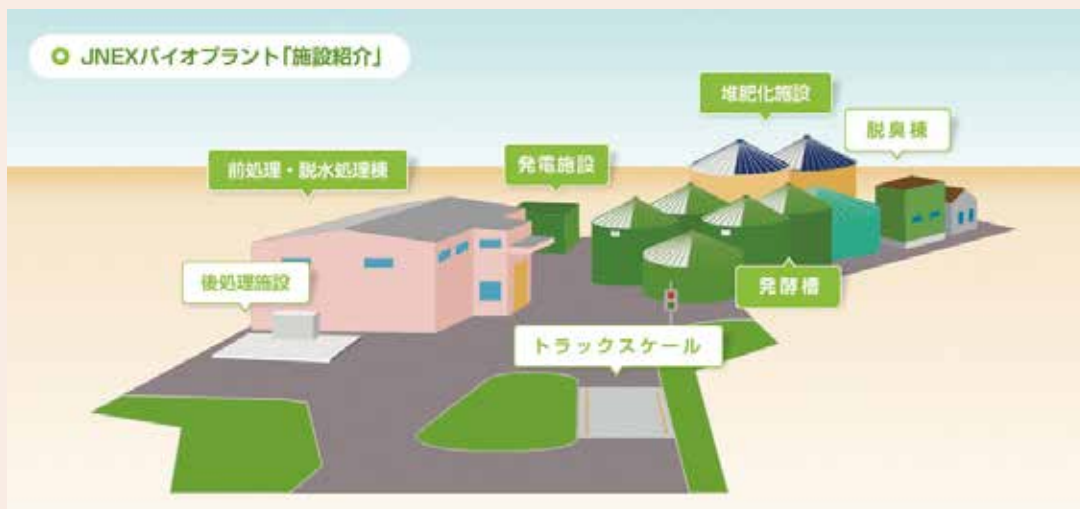 JNEXバイオプラント「施設紹介」
堆肥化施設
脱臭棟
発電施設
前処理・脱水処理棟
後処理施設
発酵槽
トラックスケール